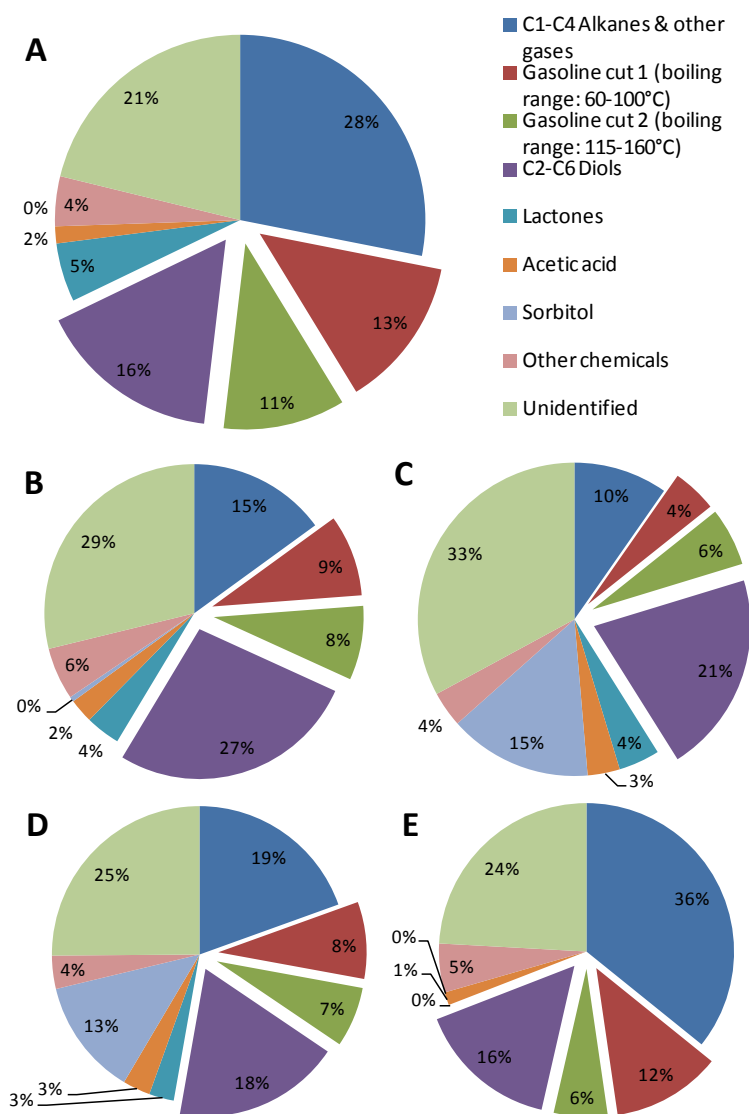 C1-C4 Alkanes & other
gases
Gasoline cut 1 (boiling
range: 60-100°C)
Gasoline cut 2 (boiling
range: 115-160°C)
C2-C6 Diols
Lactones
Acetic acid
Sorbitol
Other chemicals
Unidentified
A
28%
13%
11%
16%
5%
2%
0%
4%
21%
B
15%
9%
8%
27%
4%
2%
0%
6%
29%
C
10%
4%
6%
21%
4%
3%
15%
4%
33%
D
19%
8%
7%
18%
3%
3%
13%
4%
25%
E
36%
12%
6%
16%
0%
1%
0%
5%
24%